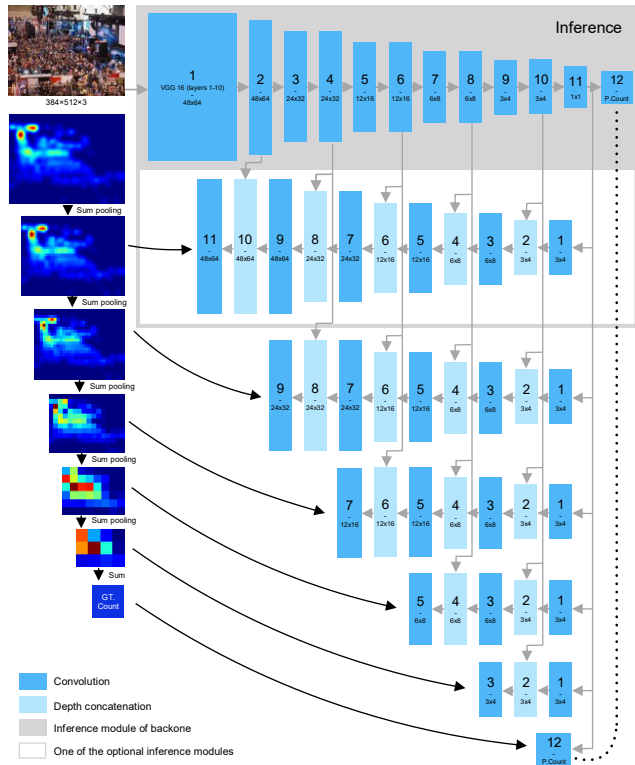 Inference
1
VGG 16 (layers 1-10)
-
48x64
2
-
48x64
3
-
24x32
4
-
24x32
5
-
12x16
6
-
12x16
7
-
6x8
8
-
6x8
9
-
3x4
10
-
3x4
11
-
1x1
12
-
P.Count
384×512×3
Sum pooling
11
-
48x64
10
-
48x64
9
-
48x64
8
-
24x32
7
-
24x32
6
-
12x16
5
-
12x16
4
-
6x8
3
-
6x8
2
-
3x4
1
-
3x4
Sum pooling
9
-
24x32
8
-
24x32
7
-
24x32
6
-
12x16
5
-
12x16
4
-
6x8
3
-
6x8
2
-
3x4
1
-
3x4
Sum pooling
Sum pooling
7
-
12x16
6
-
12x16
5
-
12x16
4
-
6x8
3
-
6x8
2
-
3x4
1
-
3x4
Sum pooling
Sum
GT.
Count
5
-
6x8
4
-
6x8
3
-
6x8
2
-
3x4
1
-
3x4
3
-
3x4
2
-
3x4
1
-
3x4
12
-
P.Count
Convolution
Depth concatenation
Inference module of backone
One of the optional inference modules